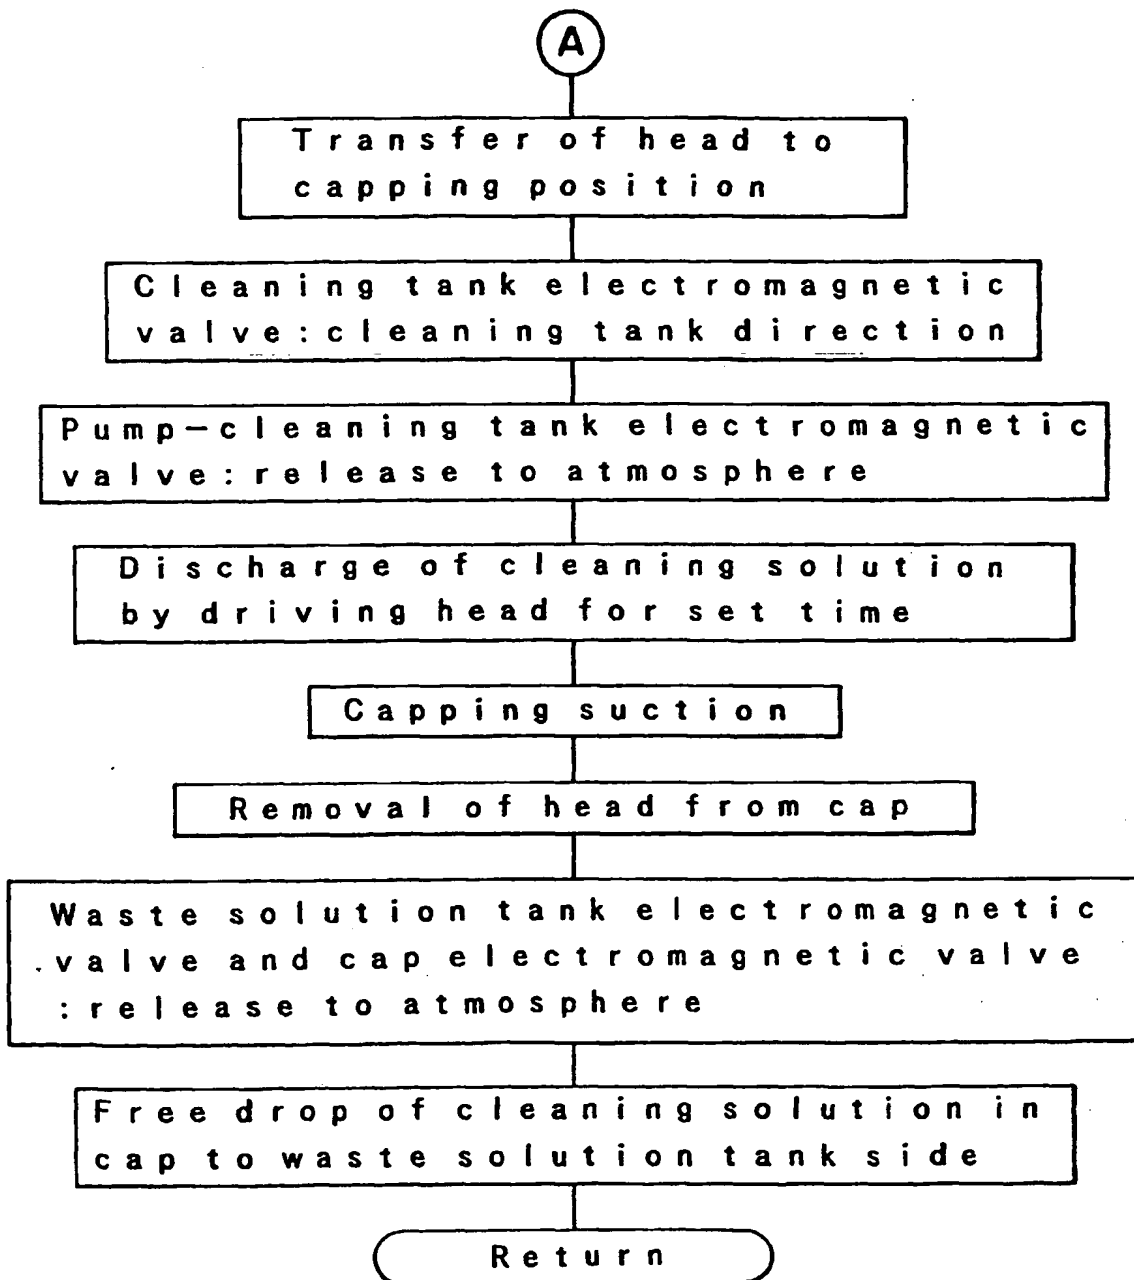 A
Transfer of head to
capping position
Cleaning tank electromagnetic
valve:cleaning tank direction
Pump-cleaning tank electromagnetic
valve:release to atmosphere
Discharge of cleaning solution
by driving head for set time
Capping suction
Removal of head from cap
Waste solution tank electromagnetic
valve and cap electromagnetic valve
:release to atmosphere
Free drop of cleaning solution in
cap to waste solution tank side
Return